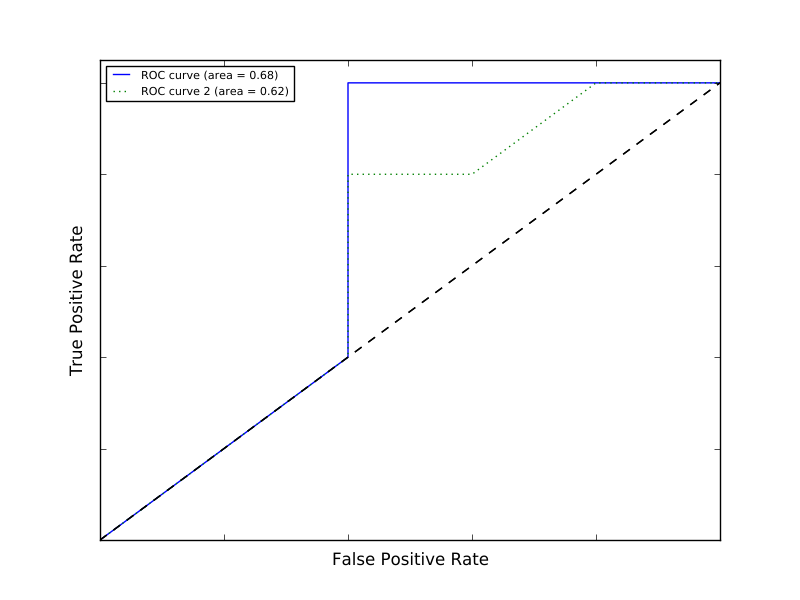 ROC curve (area = 0.68)
ROC curve 2 (area = 0.62)
True Positive Rate
False Positive Rate